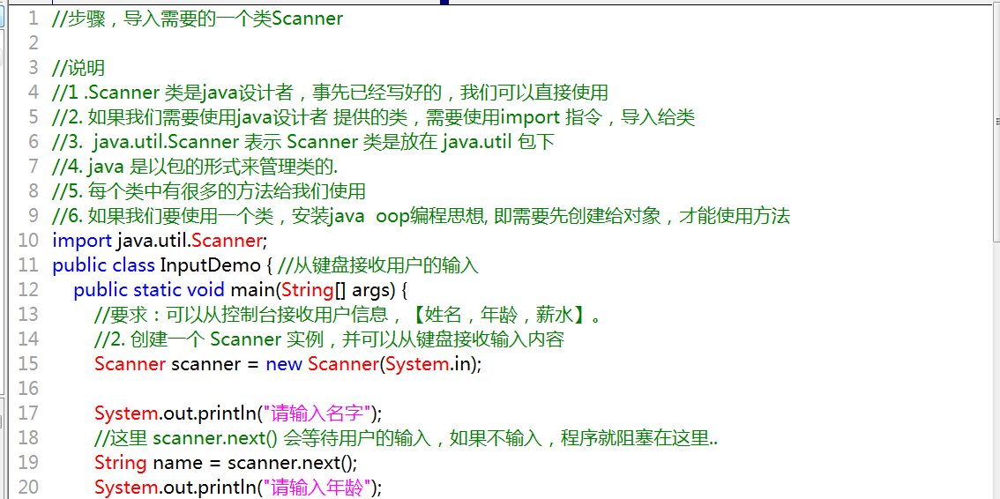 1 //步骤，导入需要的一个类Scanner
2
3 //说明
4 //1 .Scanner 类是java设计者，事先已经写好的，我们可以直接使用
5 //2. 如果我们需要使用java设计者 提供的类，需要使用import 指令，导入给类
6 //3.  java.util.Scanner 表示 Scanner 类是放在 java.util 包下
7 //4. java 是以包的形式来管理类的.
8 //5. 每个类中有很多的方法给我们使用
9 //6. 如果我们要使用一个类，安装java  oop编程思想, 即需要先创建给对象，才能使用方法
10 import java.util.Scanner;
11 public class InputDemo { //从键盘接收用户的输入
12     public static void main(String[] args) {
13         //要求：可以从控制台接收用户信息，【姓名，年龄，薪水】。
14         //2. 创建一个 Scanner 实例，并可以从键盘接收输入内容
15         Scanner scanner = new Scanner(System.in);
16
17         System.out.println("请输入名字");
18         //这里 scanner.next() 会等待用户的输入，如果不输入，程序就阻塞在这里..
19         String name = scanner.next();
20         System.out.println("请输入年龄");